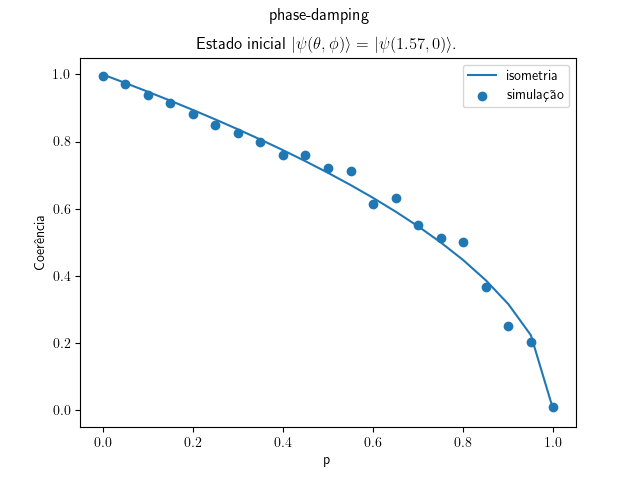 phase-damping
Estado inicial |ψ(θ, ϕ)⟩ = |ψ(1.57, 0)⟩.
isometria
simulação
1.0
0.8
0.6
0.4
0.2
0.0
Coerência
0.0 0.2 0.4 0.6 0.8 1.0
p